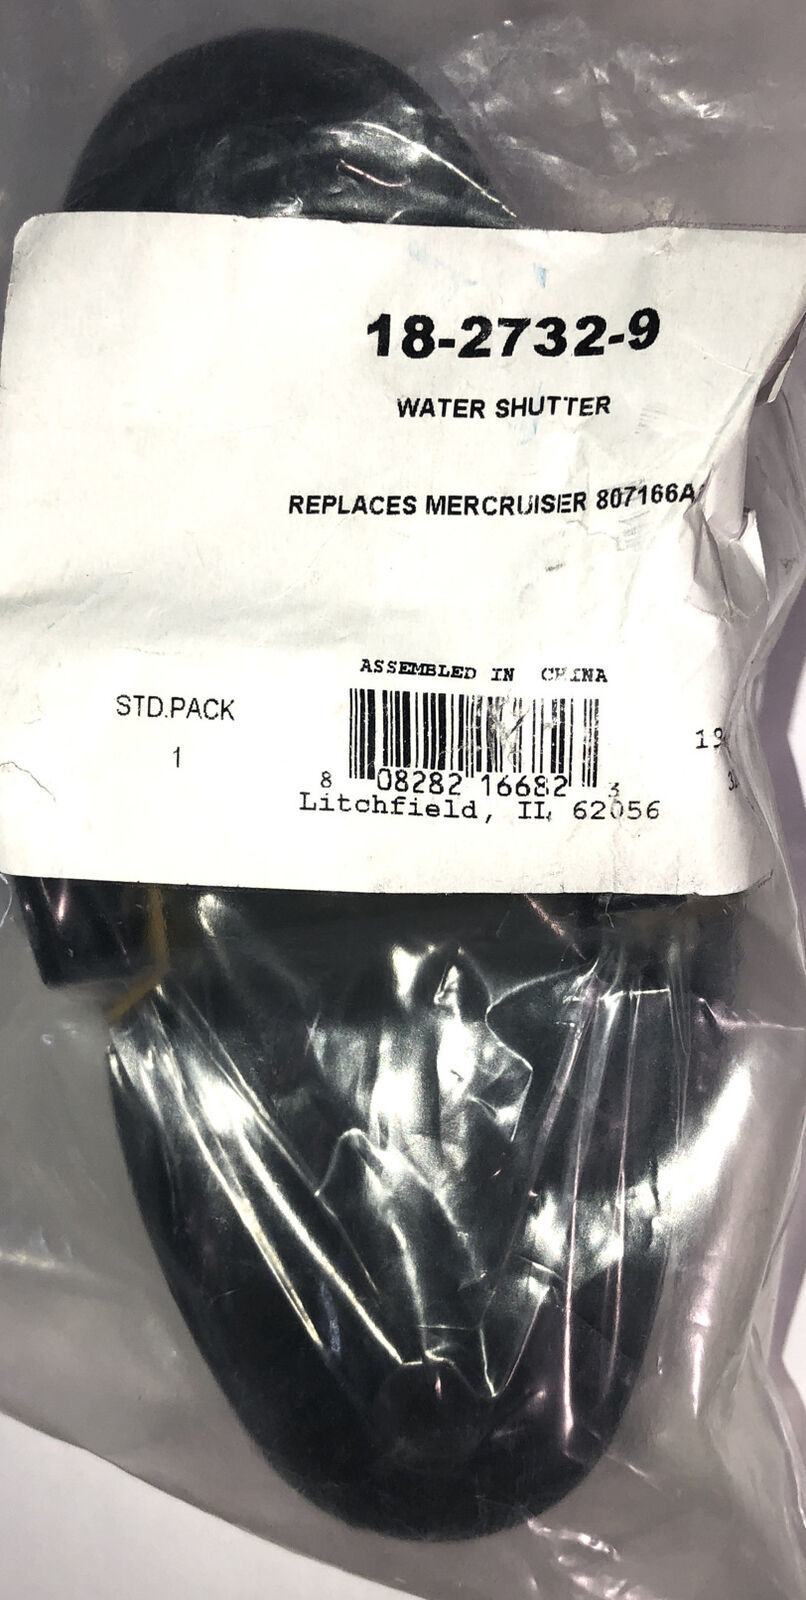 18-2732-9
WATER SHUTTER
REPLACES MERCRUISER 807166A
ASSEMBLED IN CHINA
STD.PACK
1
8 08282 16682 3
Litchfield, IL 62056